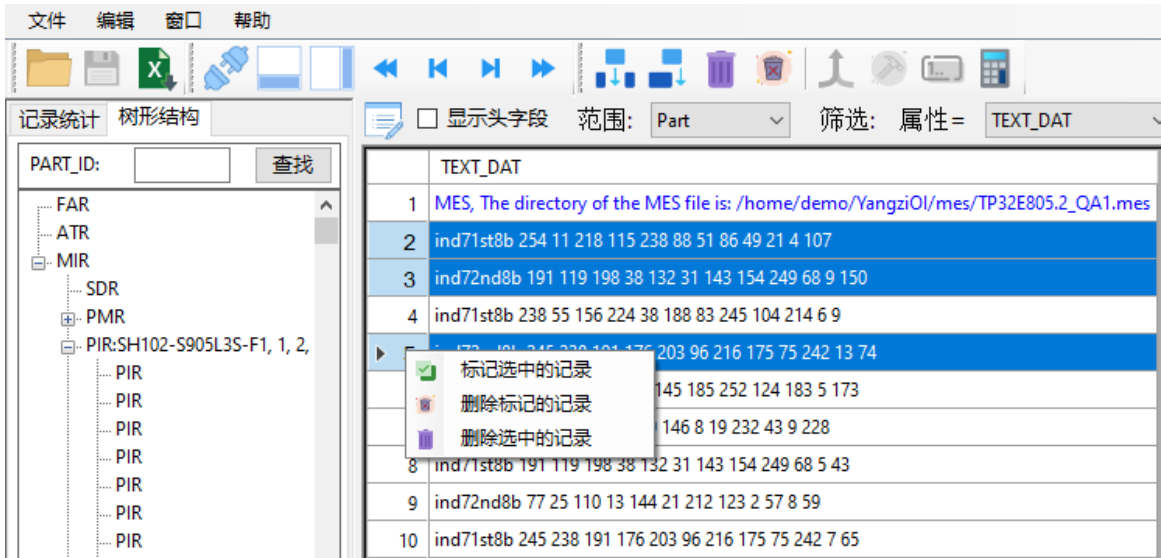 文件 编辑 窗口 帮助
记录统计 树形结构
显示头字段 范围: Part 筛选: 属性= TEXT_DAT
PART_ID: 查找
FAR
ATR
MIR
SDR
PMR
PIR:SH102-S905L3S-F1, 1, 2,
PIR
PIR
PIR
PIR
PIR
PIR
PIR
TEXT_DAT
1 MES, The directory of the MES file is: /home/demo/YangziOI/mes/TP32E805.2_QA1.mes
2 ind71st8b 254 11 218 115 238 88 51 86 49 21 4 107
3 ind72nd8b 191 119 198 38 132 31 143 154 249 68 9 150
4 ind71st8b 238 55 156 224 38 188 83 245 104 214 6 9
203 96 216 175 75 242 13 74
145 185 252 124 183 5 173
146 8 19 232 43 9 228
8 ind71st8b 191 119 198 38 132 31 143 154 249 68 5 43
9 ind72nd8b 77 25 110 13 144 21 212 123 2 57 8 59
10 ind71st8b 245 238 191 176 203 96 216 175 75 242 7 65
标记选中的记录
删除标记的记录
删除选中的记录